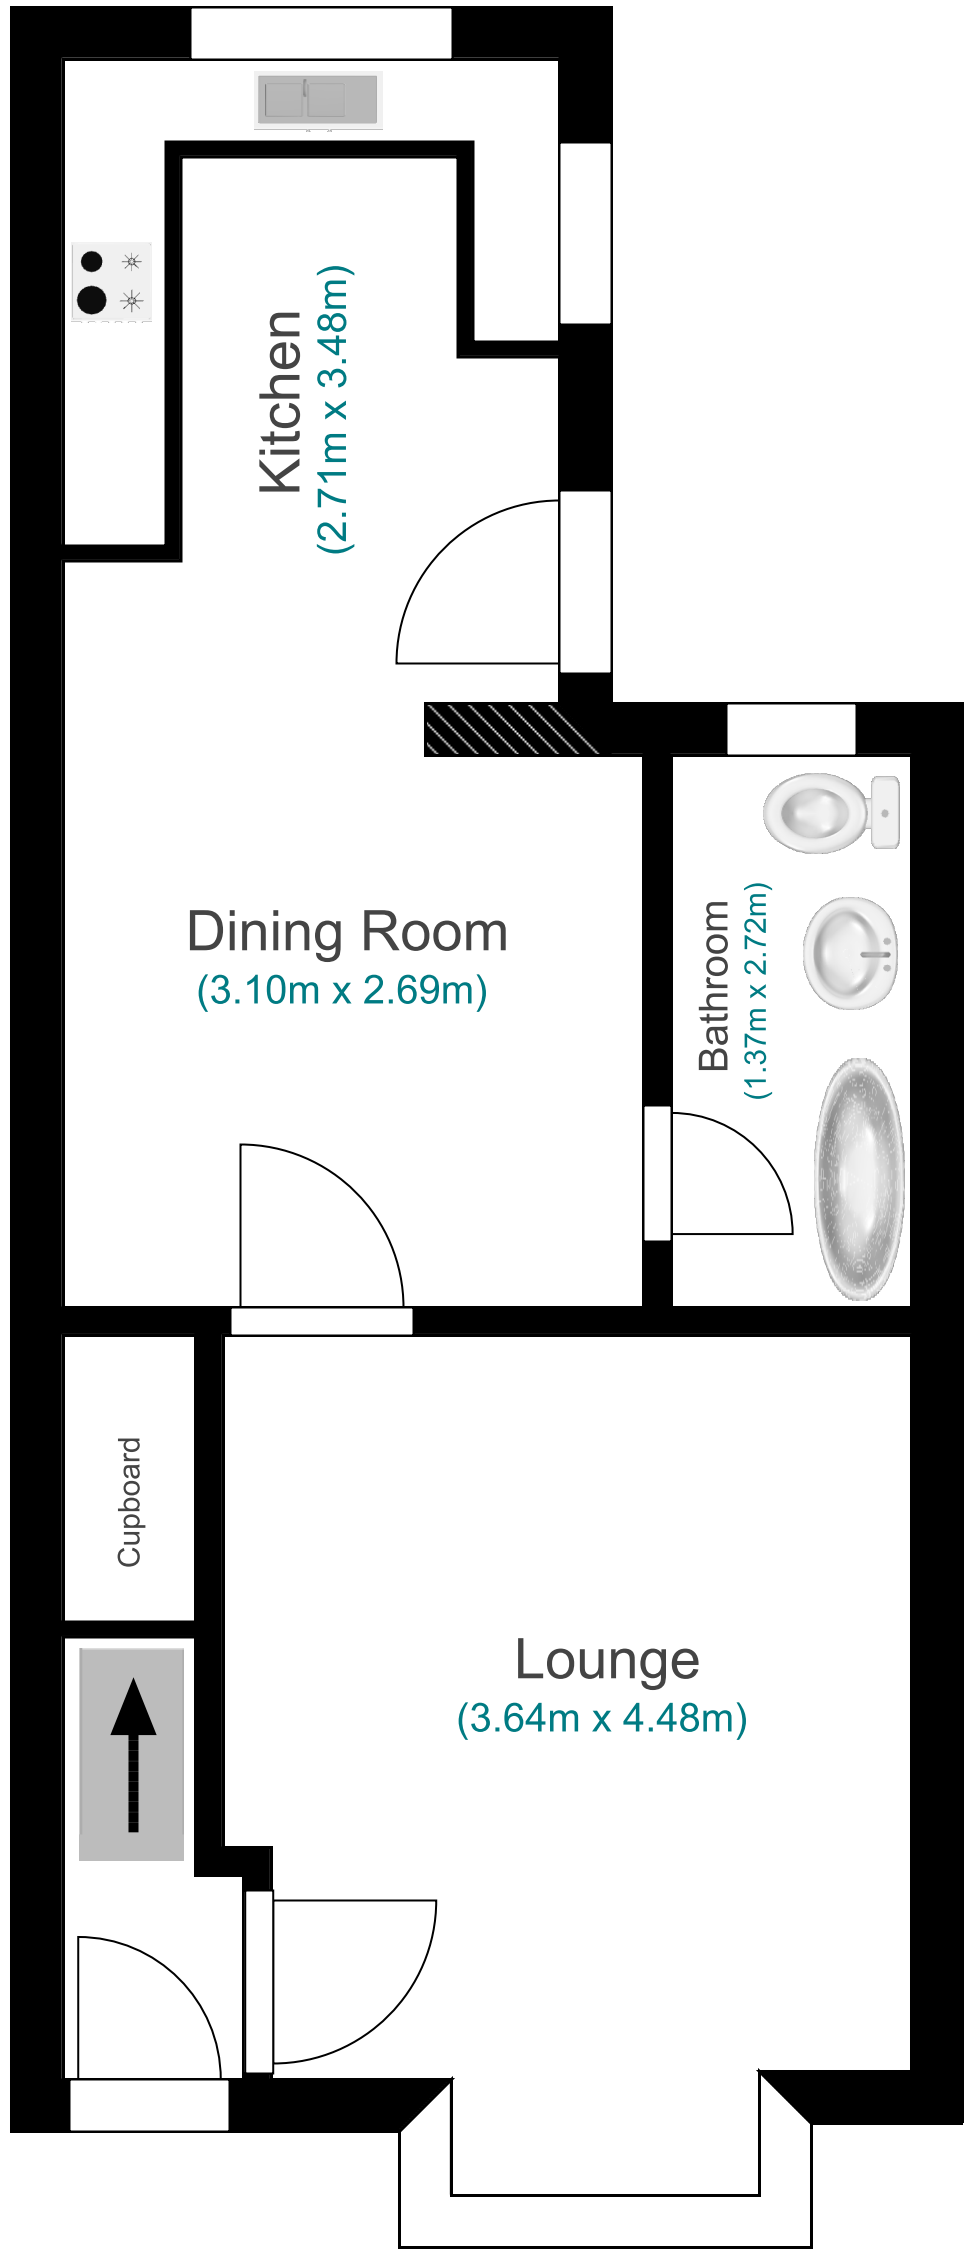 Kitchen
(2.71m x 3.48m)
Dining Room
(3.10m x 2.69m)
Bathroom
(1.37m x 2.72m)
Cupboard
Lounge
(3.64m x 4.48m)